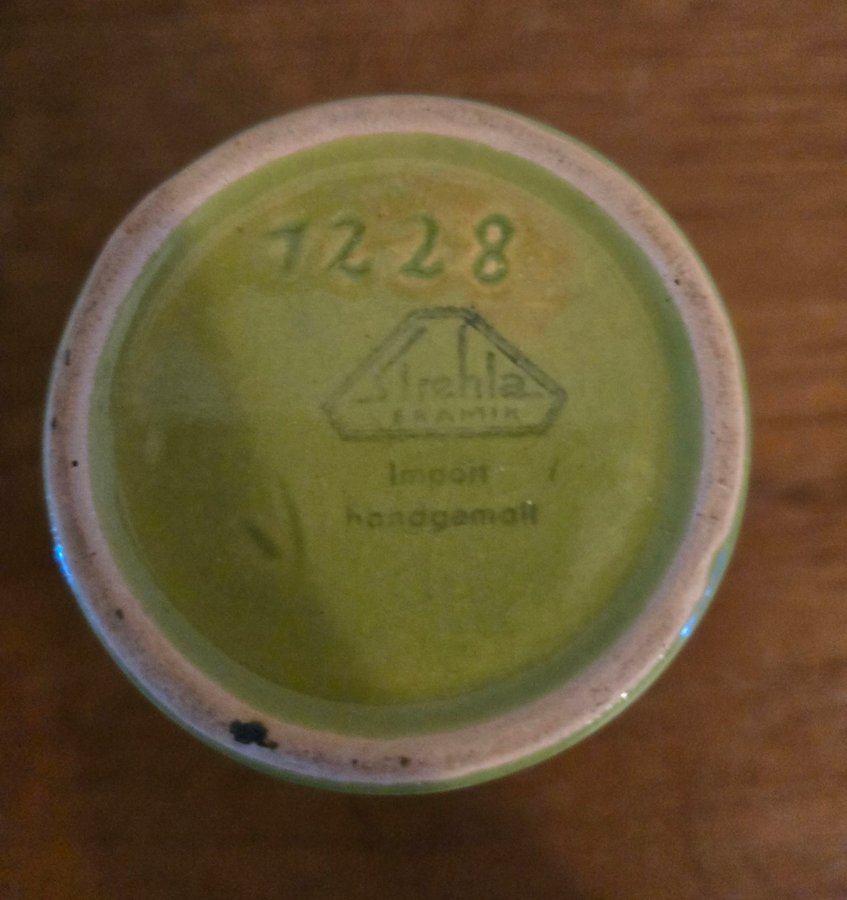 1228
Strehla
KERAMIK
Import
handgemalt